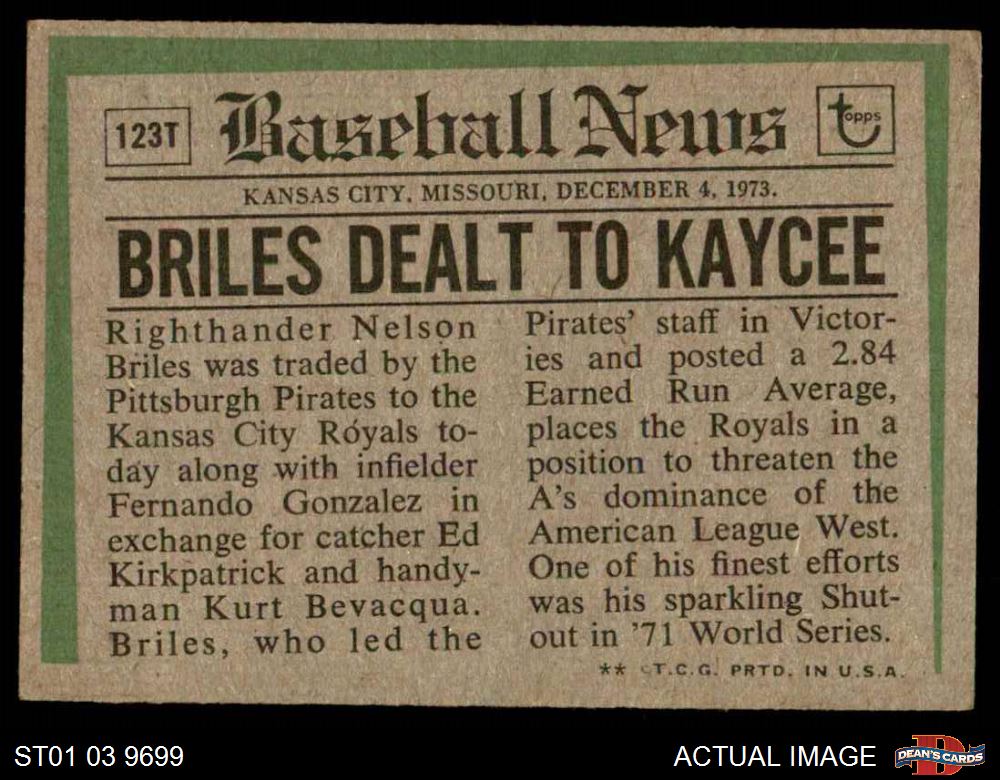 123T
Baseball News
topps
KANSAS CITY, MISSOURI, DECEMBER 4, 1973.
BRILES DEALT TO KAYCEE
Righthander Nelson
Briles was traded by the
Pittsburgh Pirates to the
Kansas City Royals to-
day along with infielder
Fernando Gonzalez in
exchange for catcher Ed
Kirkpatrick and handy-
man Kurt Bevacqua.
Briles, who led the
Pirates' staff in Victor-
ies and posted a 2.84
Earned Run Average,
places the Royals in a
position to threaten the
A's dominance of the
American League West.
One of his finest efforts
was his sparkling Shut-
out in '71 World Series.
** ©T.C.G. PRTD. IN U.S.A.
ST01 03 9699
ACTUAL IMAGE
D
DEAN'S CARDS